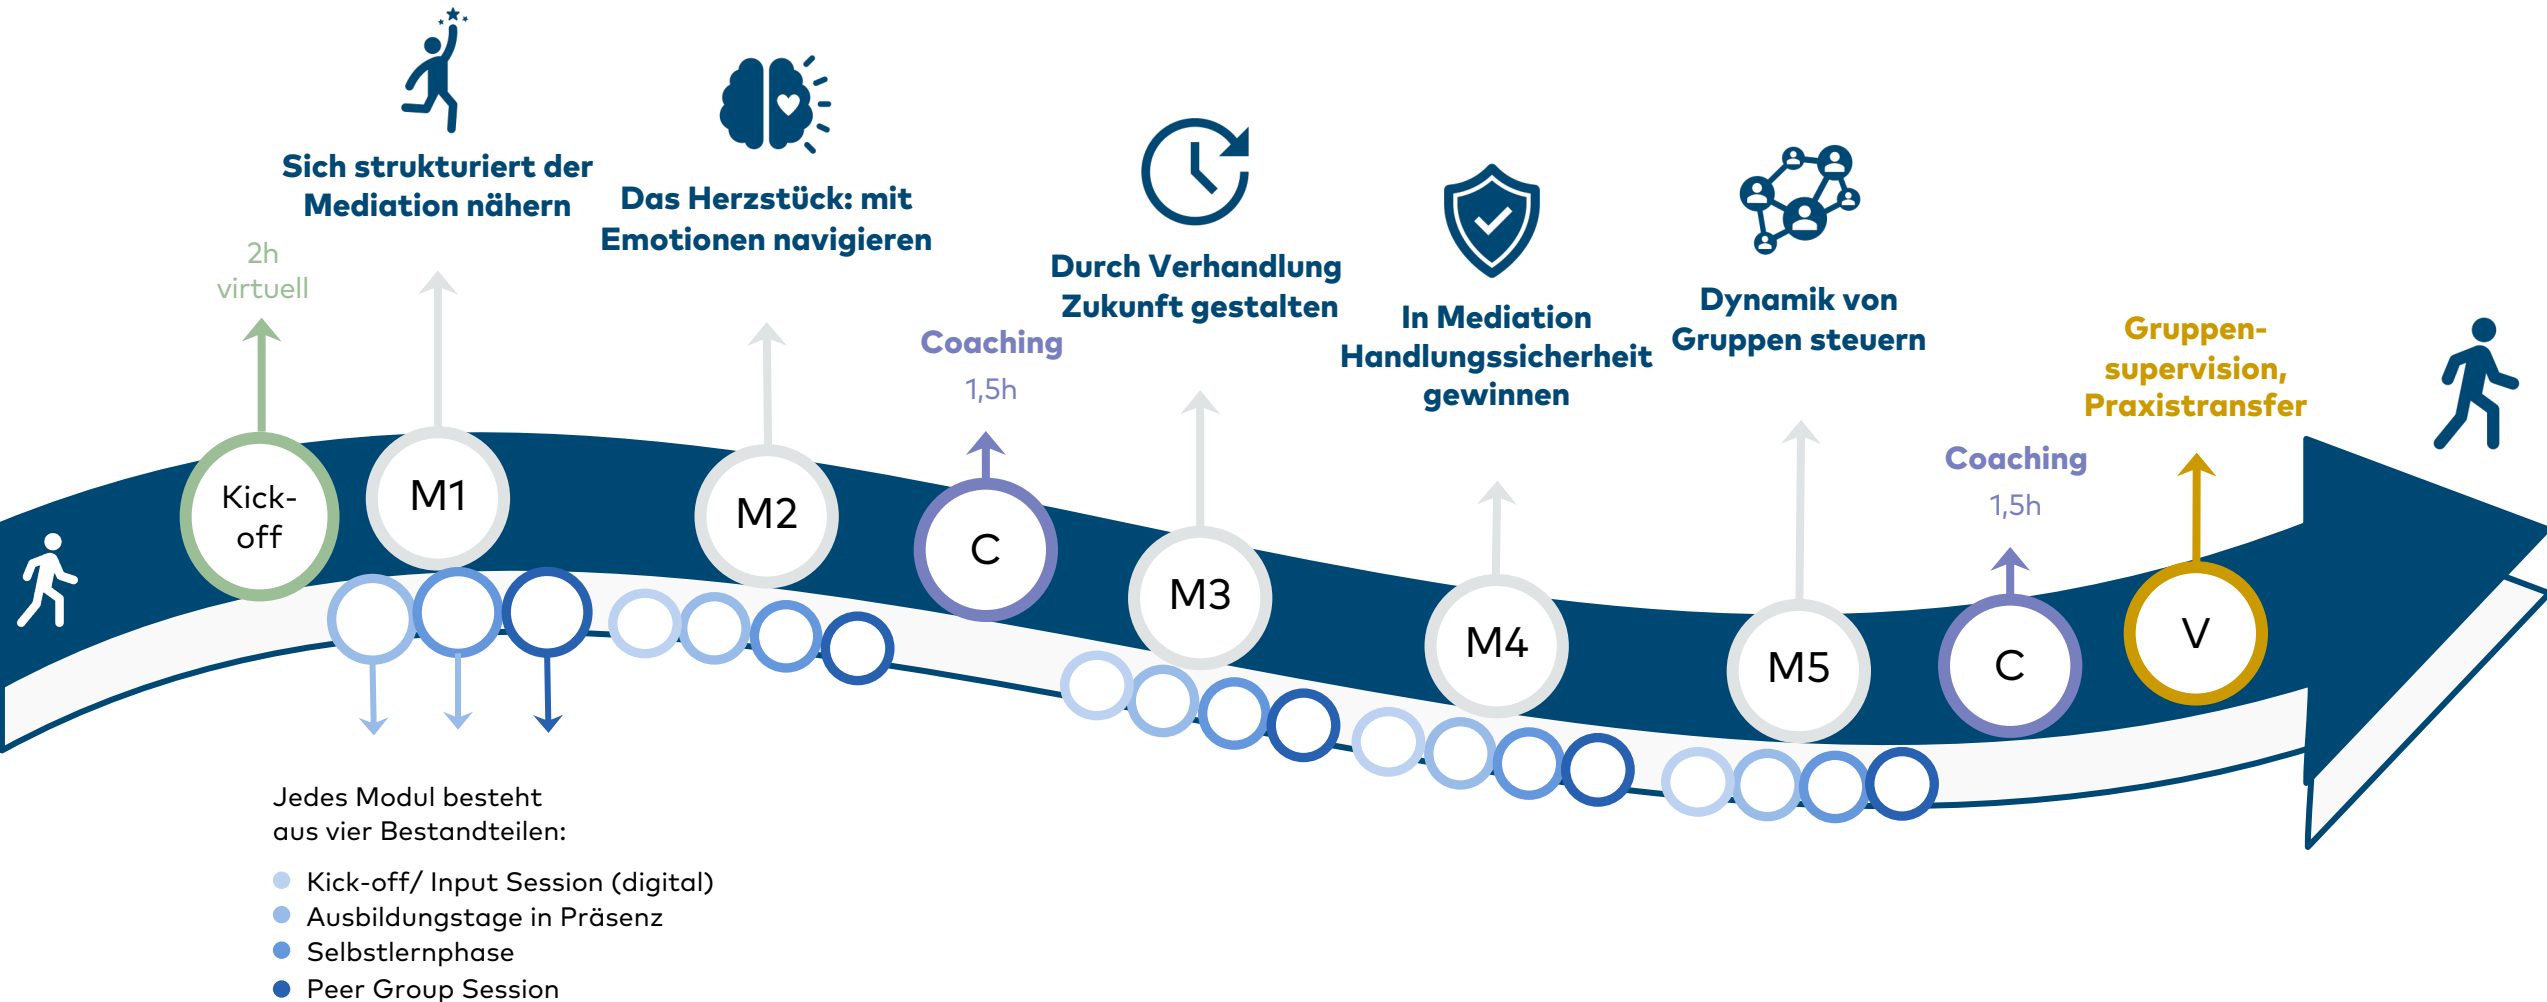 Sich strukturiert der
Mediation nähern
Das Herzstück: mit
Emotionen navigieren
Durch Verhandlung
Zukunft gestalten
In Mediation
Handlungssicherheit
gewinnen
Dynamik von
Gruppen steuern
2h
virtuell
Coaching
1,5h
Coaching
1,5h
Gruppen-
supervision,
Praxistransfer
Kick-
off
M1
M2
C
M3
M4
M5
C
V
Jedes Modul besteht
aus vier Bestandteilen:
Kick-off/ Input Session (digital)
Ausbildungstage in Präsenz
Selbstlernphase
Peer Group Session